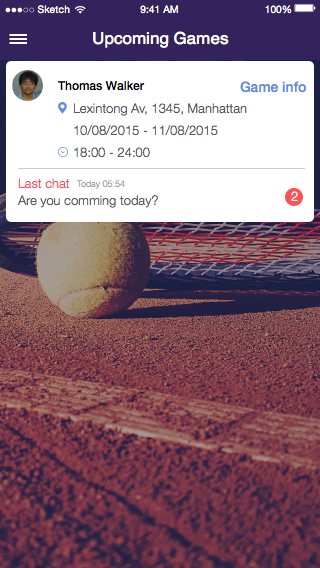 Sketch 9:41 AM 100%
Upcoming Games
Thomas Walker Game info
Lexintong Av, 1345, Manhattan
10/08/2015 - 11/08/2015
18:00 - 24:00
Last chat Today 05:54
Are you comming today? 2